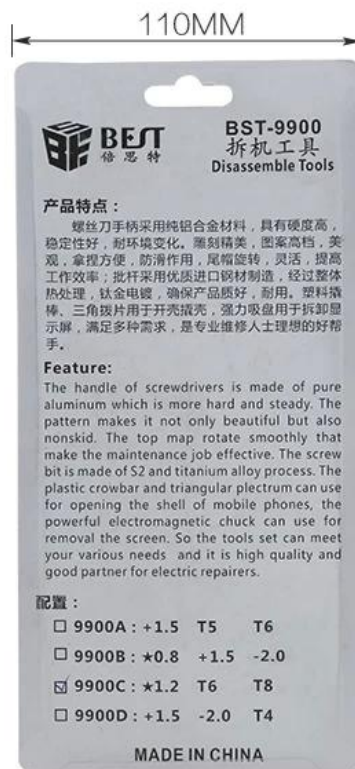 110MM
BEST
倍思特
BST-9900
拆机工具
Disassemble Tools
产品特点：
螺丝刀手柄采用纯铝合金材料，具有硬度高，
稳定性好，耐环境变化。雕刻精美，图案高档，美
观，拿捏方便，防滑作用，尾帽旋转，灵活，提高
工作效率；批杆采用优质进口钢材制造，经过整体
热处理，钛金电镀，确保产品质好，耐用。塑料撬
棒、三角拨片用于开壳撬壳，强力吸盘用于拆卸显
示屏，满足多种需求，是专业维修人士理想的好帮
手。
Feature:
The handle of screwdrivers is made of pure
aluminum which is more hard and steady. The
pattern makes it not only beautiful but also
nonskid. The top map rotate smoothly that
make the maintenance job effective. The screw
bit is made of S2 and titanium alloy process. The
plastic crowbar and triangular plectrum can use
for opening the shell of mobile phones, the
powerful electromagnetic chuck can use for
removal the screen. So the tools set can meet
your various needs and it is high quality and
good partner for electric repairers.
配置：
☐ 9900A : +1.5 T5 T6
☐ 9900B : ★0.8 +1.5 -2.0
☑ 9900C : ★1.2 T6 T8
☐ 9900D : +1.5 -2.0 T4
MADE IN CHINA